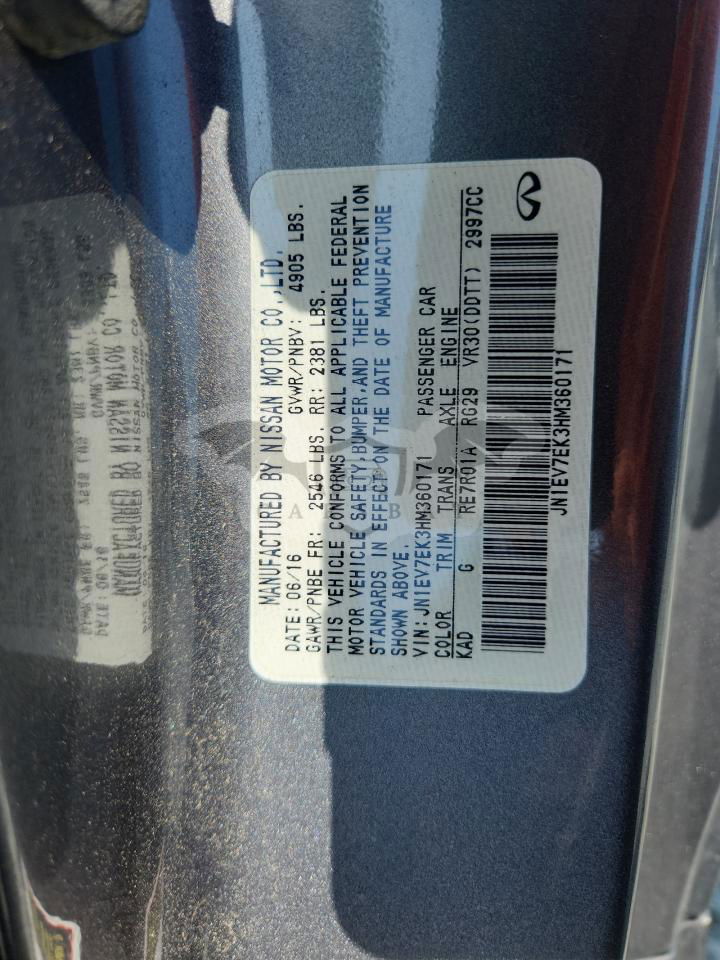 MANUFACTURED BY NISSAN MOTOR CO.,LTD.
DATE: 06/16 GVWR/PNBV: 4905 LBS.
GAWR/PNBE FR: 2546 LBS. RR: 2381 LBS.
THIS VEHICLE CONFORMS TO ALL APPLICABLE FEDERAL
MOTOR VEHICLE SAFETY,BUMPER,AND THEFT PREVENTION
STANDARDS IN EFFECT ON THE DATE OF MANUFACTURE
SHOWN ABOVE.
VIN: JN1EV7EK3HM360171 PASSENGER CAR
COLOR TRIM TRANS AXLE ENGINE
KAD G RE7R01A RG29 VR30(DDTT) 2997CC
JN1EV7EK3HM360171
A B